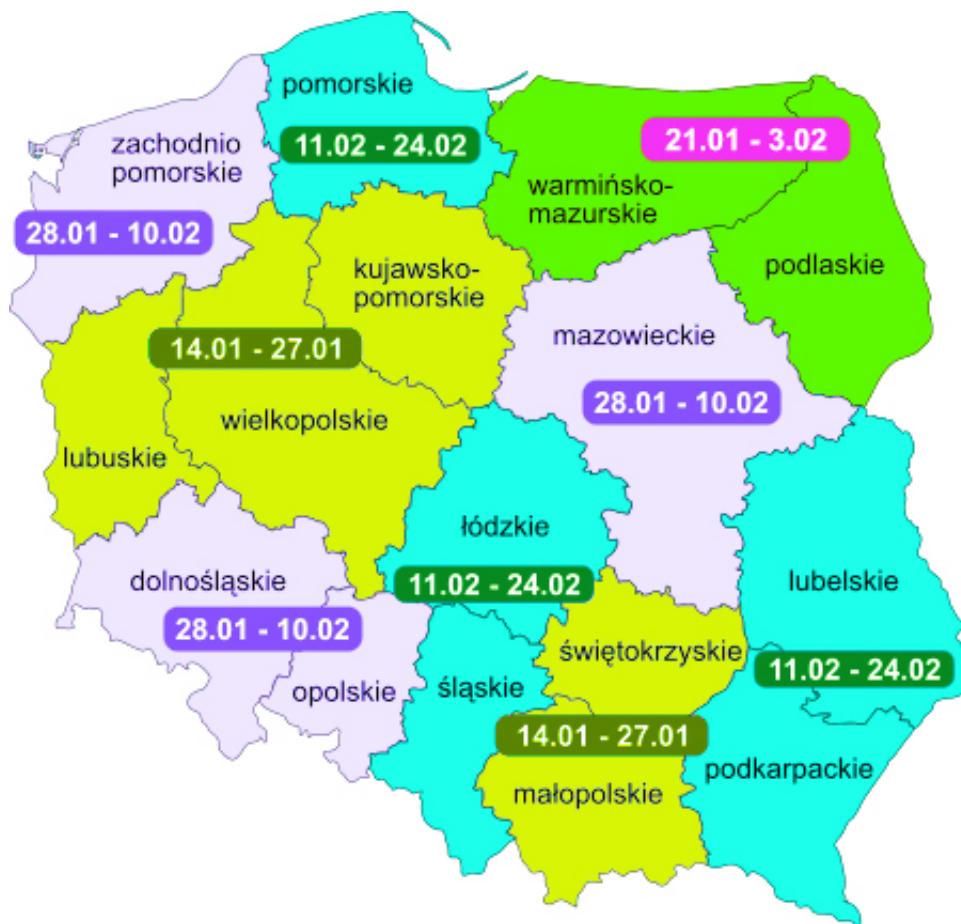 pomorskie
11.02 - 24.02
zachodnio
pomorskie
28.01 - 10.02
21.01 - 3.02
warmińsko-
mazurskie
podlaskie
kujawsko-
pomorskie
14.01 - 27.01
wielkopolskie
lubuskie
mazowieckie
28.01 - 10.02
łódzkie
11.02 - 24.02
dolnośląskie
28.01 - 10.02
opolskie
śląskie
świętokrzyskie
14.01 - 27.01
małopolskie
lubelskie
11.02 - 24.02
podkarpackie